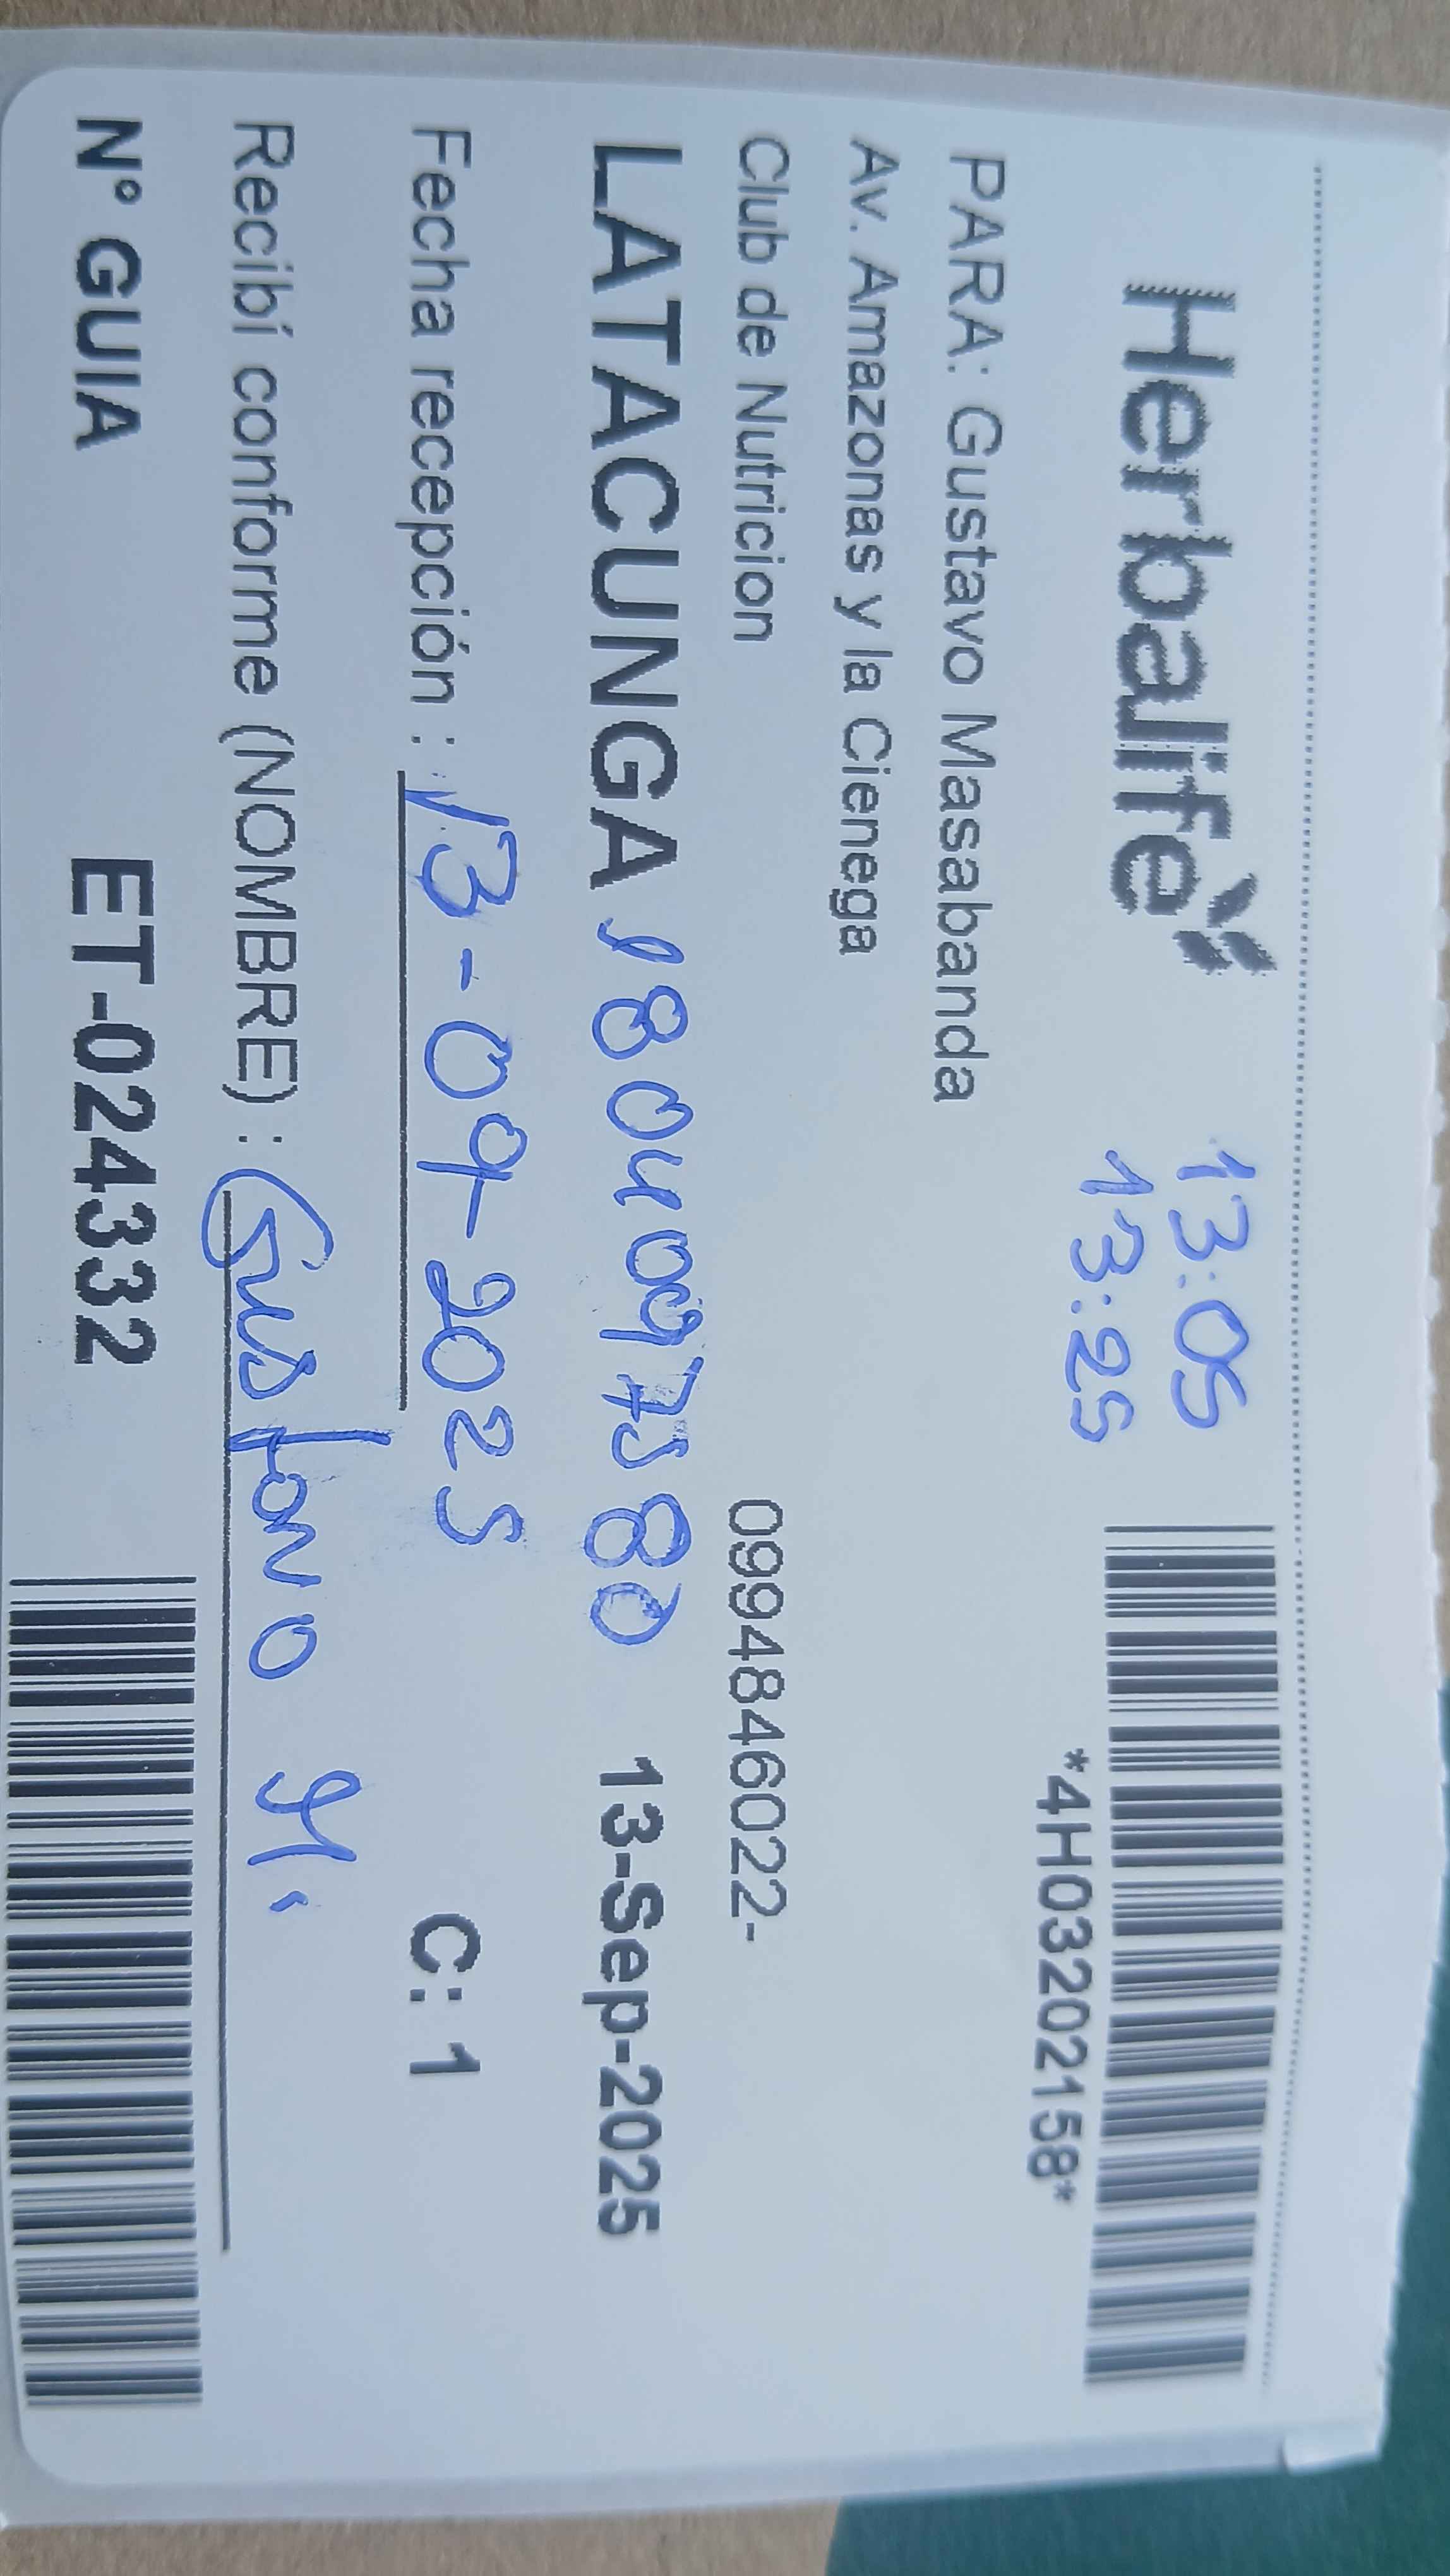 Herbalife
13:05
13:25
*4H03202158*
PARA: Gustavo Masabanda
Av. Amazonas y la Cienega
Club de Nutricion 0994846022-
LATACUNGA 1804097580 13-Sep-2025
Fecha recepción : 13-09-2025 C: 1
Recibí conforme (NOMBRE) : Gustavo M.
N° GUIA ET-024332